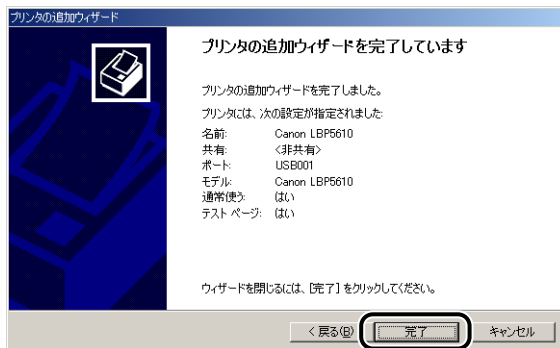 プリンタの追加ウィザード
プリンタの追加ウィザードを完了しています
プリンタの追加ウィザードを完了しました。
プリンタには、次の設定が指定されました:
名前: Canon LBP5610
共有: <非共有>
ポート: USB001
モデル: Canon LBP5610
通常使う: はい
テスト ページ: はい
ウィザードを閉じるには、[完了] をクリックしてください。
< 戻る(B) 完了 キャンセル